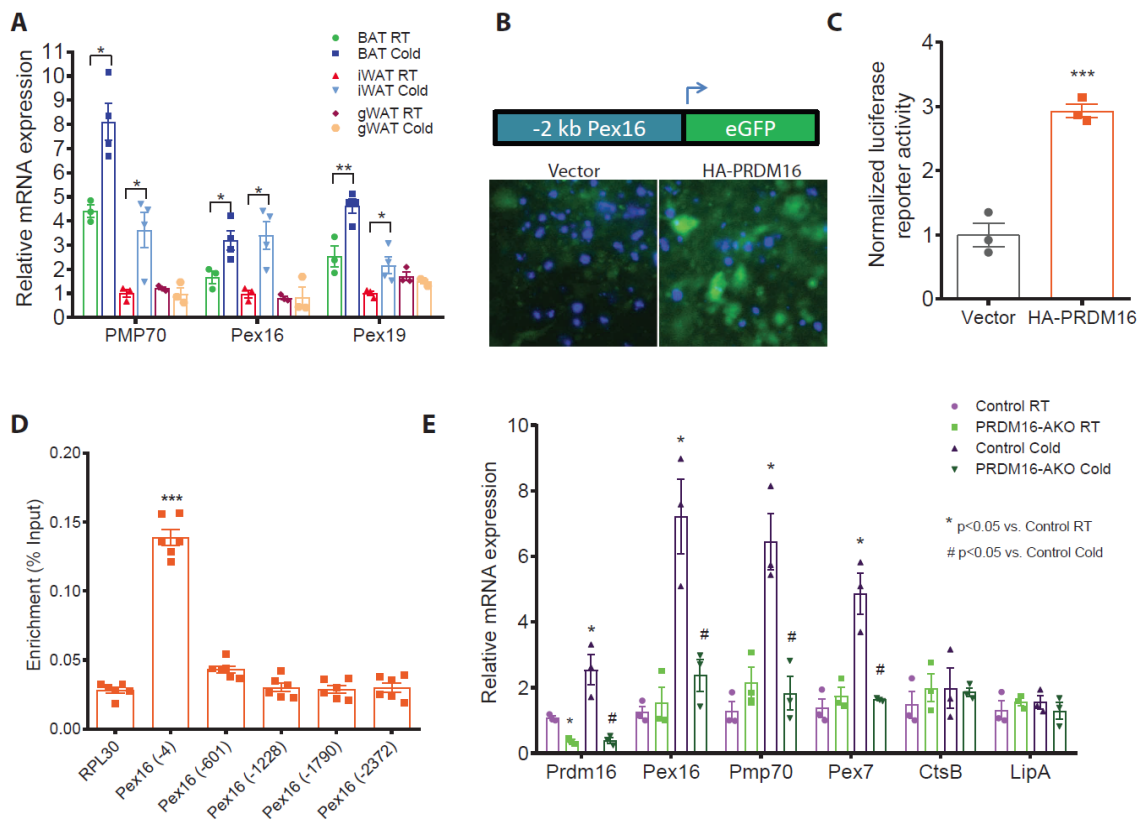 A
Relative mRNA expression
11
10
9
8
7
6
5
4
3
2
1
0
BAT RT
BAT Cold
iWAT RT
iWAT Cold
gWAT RT
gWAT Cold
*
*
*
*
**
*
PMP70
Pex16
Pex19
B
-2 kb Pex16
eGFP
Vector
HA-PRDM16
C
Normalized luciferase
reporter activity
4
3
2
1
0
***
Vector
HA-PRDM16
D
Enrichment (% Input)
0.20
0.15
0.10
0.05
0.00
***
RPL30
Pex16 (-4)
Pex16 (-601)
Pex16 (-1228)
Pex16 (-1790)
Pex16 (-2372)
E
Relative mRNA expression
10
8
6
4
2
0
Control RT
PRDM16-AKO RT
Control Cold
PRDM16-AKO Cold
* p<0.05 vs. Control RT
# p<0.05 vs. Control Cold
*
*
#
*
#
*
#
*
#
Prdm16
Pex16
Pmp70
Pex7
CtsB
LipA